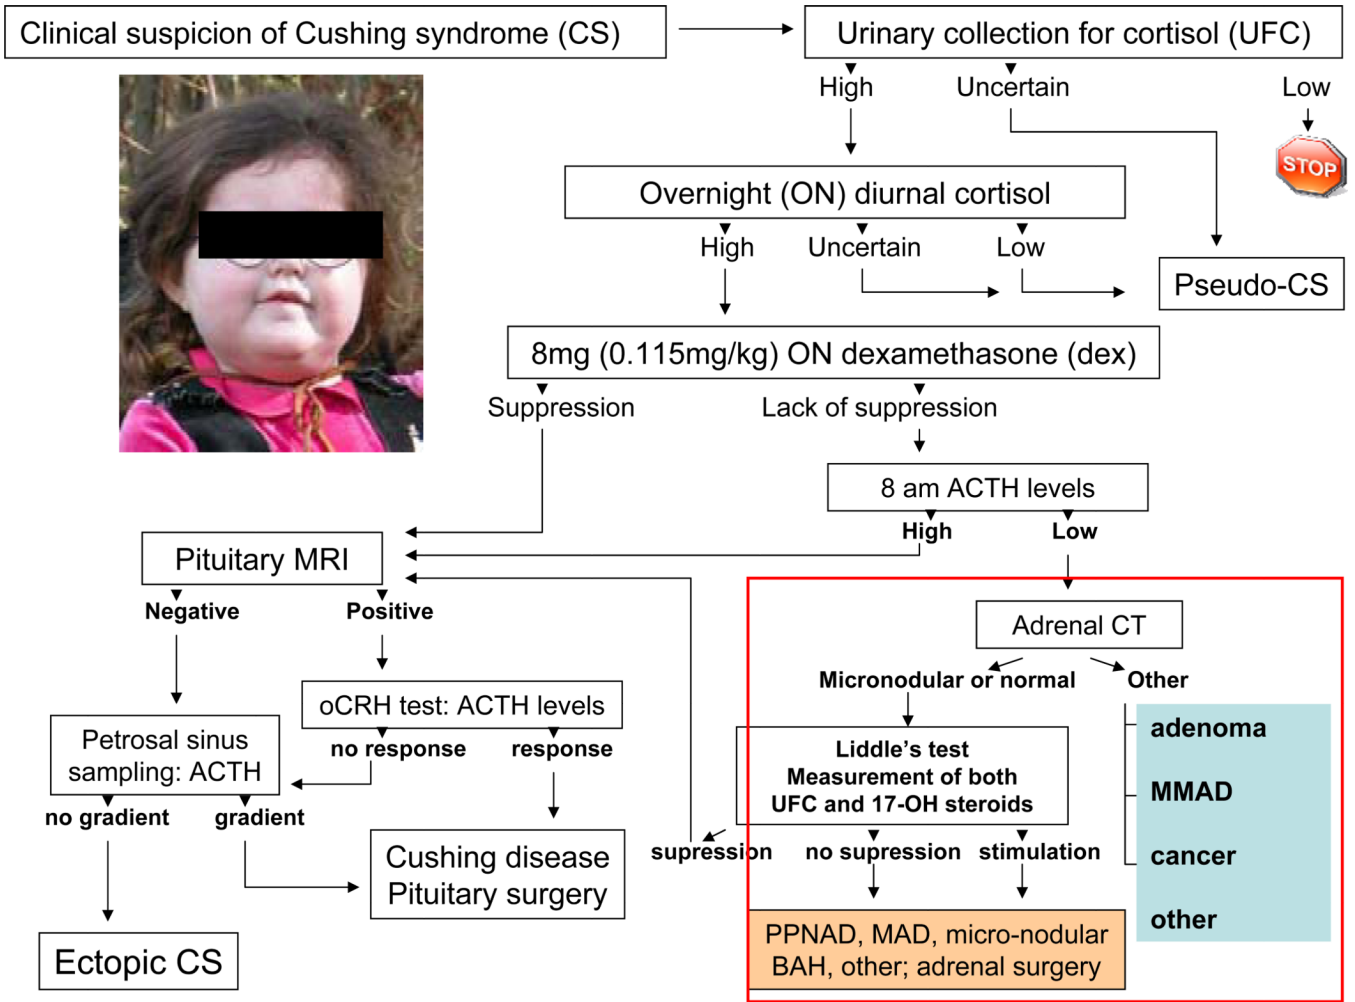 Clinical suspicion of Cushing syndrome (CS)
Urinary collection for cortisol (UFC)
High
Uncertain
Low
STOP
Overnight (ON) diurnal cortisol
High
Uncertain
Low
Pseudo-CS
8mg (0.115mg/kg) ON dexamethasone (dex)
Suppression
Lack of suppression
8 am ACTH levels
High
Low
Pituitary MRI
Negative
Positive
Adrenal CT
Micronodular or normal
Other
oCRH test: ACTH levels
no response
response
Petrosal sinus
sampling: ACTH
no gradient
gradient
Liddle's test
Measurement of both
UFC and 17-OH steroids
supression
no supression
stimulation
adenoma
MMAD
cancer
other
Cushing disease
Pituitary surgery
Ectopic CS
PPNAD, MAD, micro-nodular
BAH, other; adrenal surgery